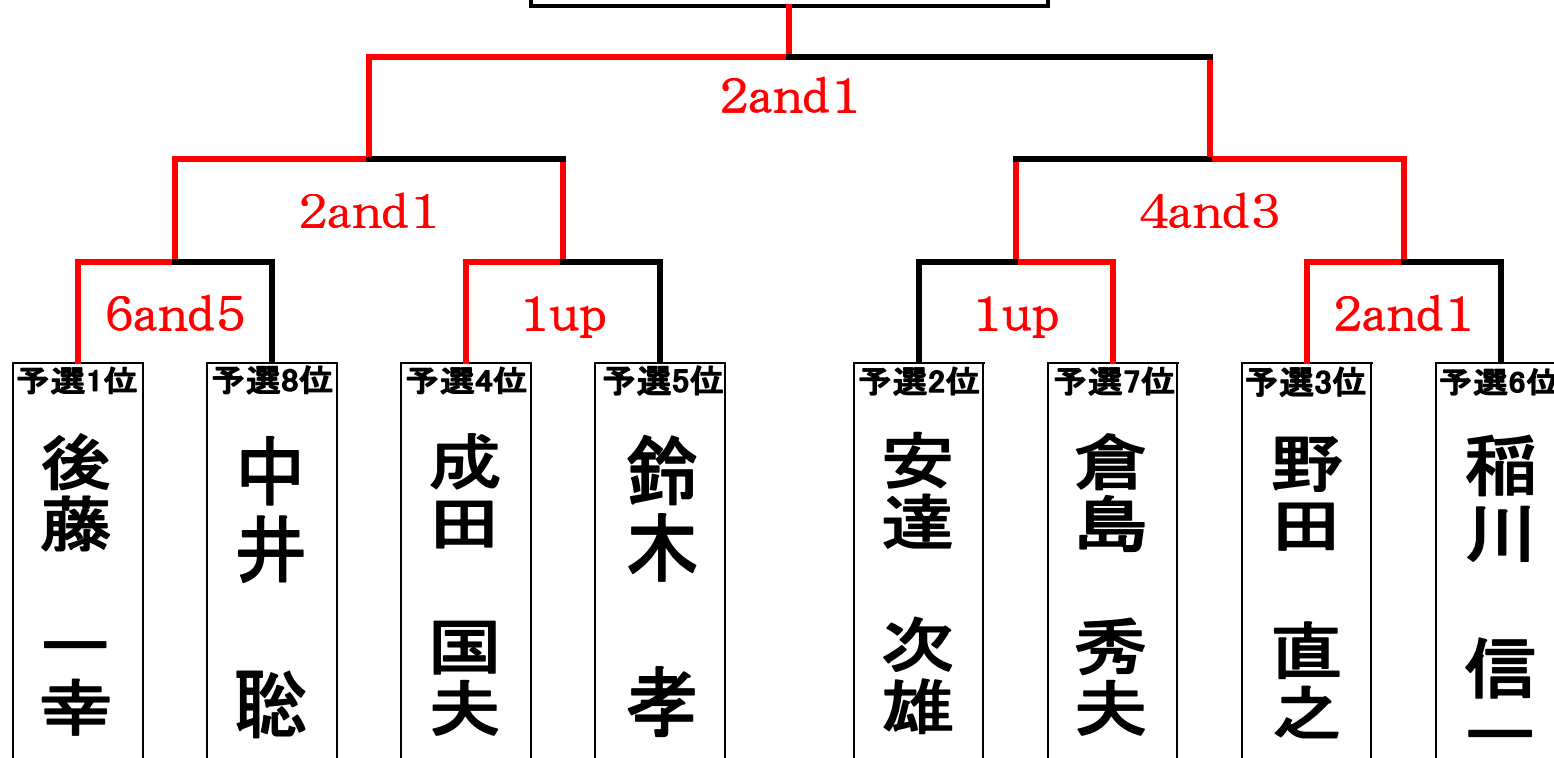 2and1
2and1
4and3
6and5
1up
1up
2and1
予選1位
後藤 一幸
予選8位
中井 聡
予選4位
成田 国夫
予選5位
鈴木 孝
予選2位
安達 次雄
予選7位
倉島 秀夫
予選3位
野田 直之
予選6位
稲川 信一